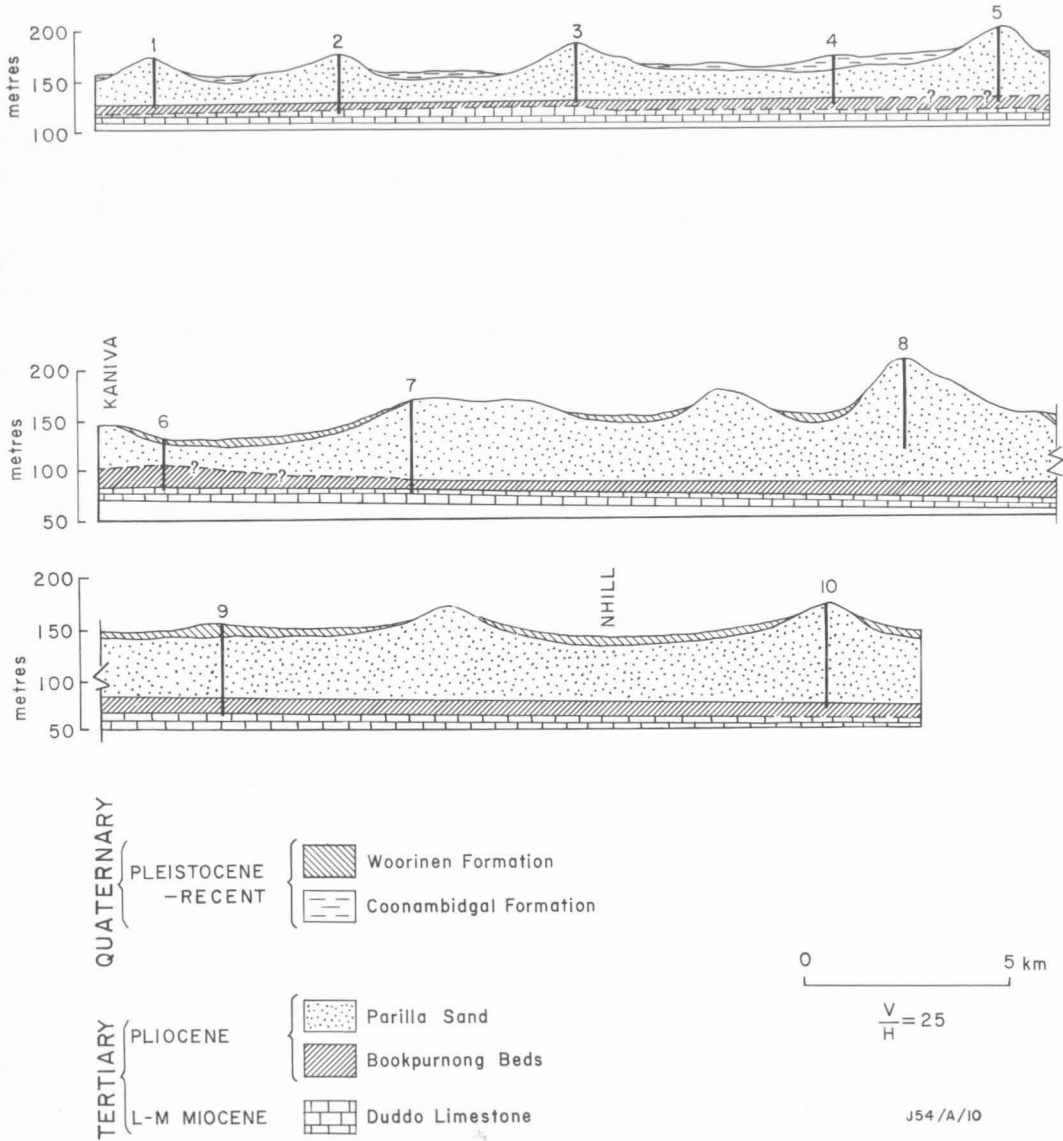 1 2 3 4 5
200
150
100
metres
? ?
KANIVA
6 7 8
200
150
100
50
metres
? ?
NHILL
9 10
200
150
100
50
metres
QUATERNARY
PLEISTOCENE
–RECENT
Woorinen Formation
Coonambidgal Formation
0 5 km
V
H =25
TERTIARY
PLIOCENE
Parilla Sand
Bookpurnong Beds
L-M MIOCENE
Duddo Limestone
J54/A/10